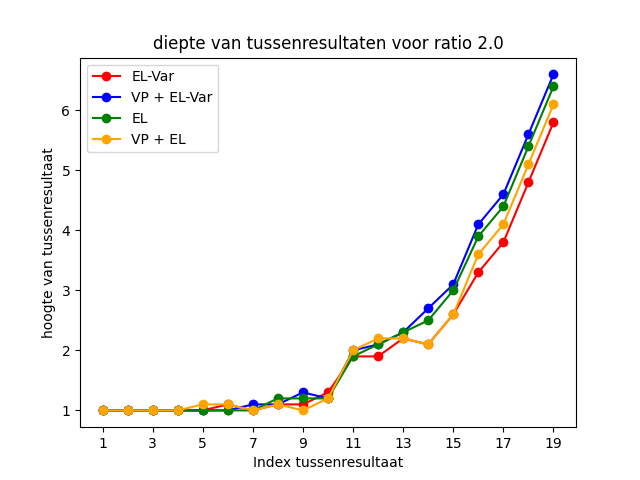 diepte van tussenresultaten voor ratio 2.0
EL-Var
VP + EL-Var
EL
VP + EL
hoogte van tussenresultaat
6
5
4
3
2
1
1 3 5 7 9 11 13 15 17 19
Index tussenresultaat